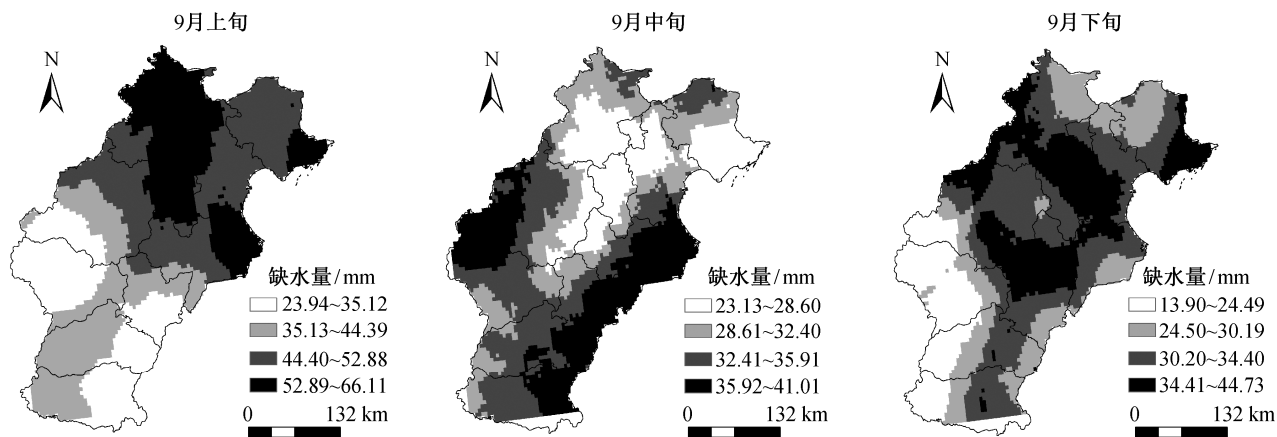 9月上旬
N
缺水量/mm
23.94~35.12
35.13~44.39
44.40~52.88
52.89~66.11
0 132 km
9月中旬
N
缺水量/mm
23.13~28.60
28.61~32.40
32.41~35.91
35.92~41.01
0 132 km
9月下旬
N
缺水量/mm
13.90~24.49
24.50~30.19
30.20~34.40
34.41~44.73
0 132 km